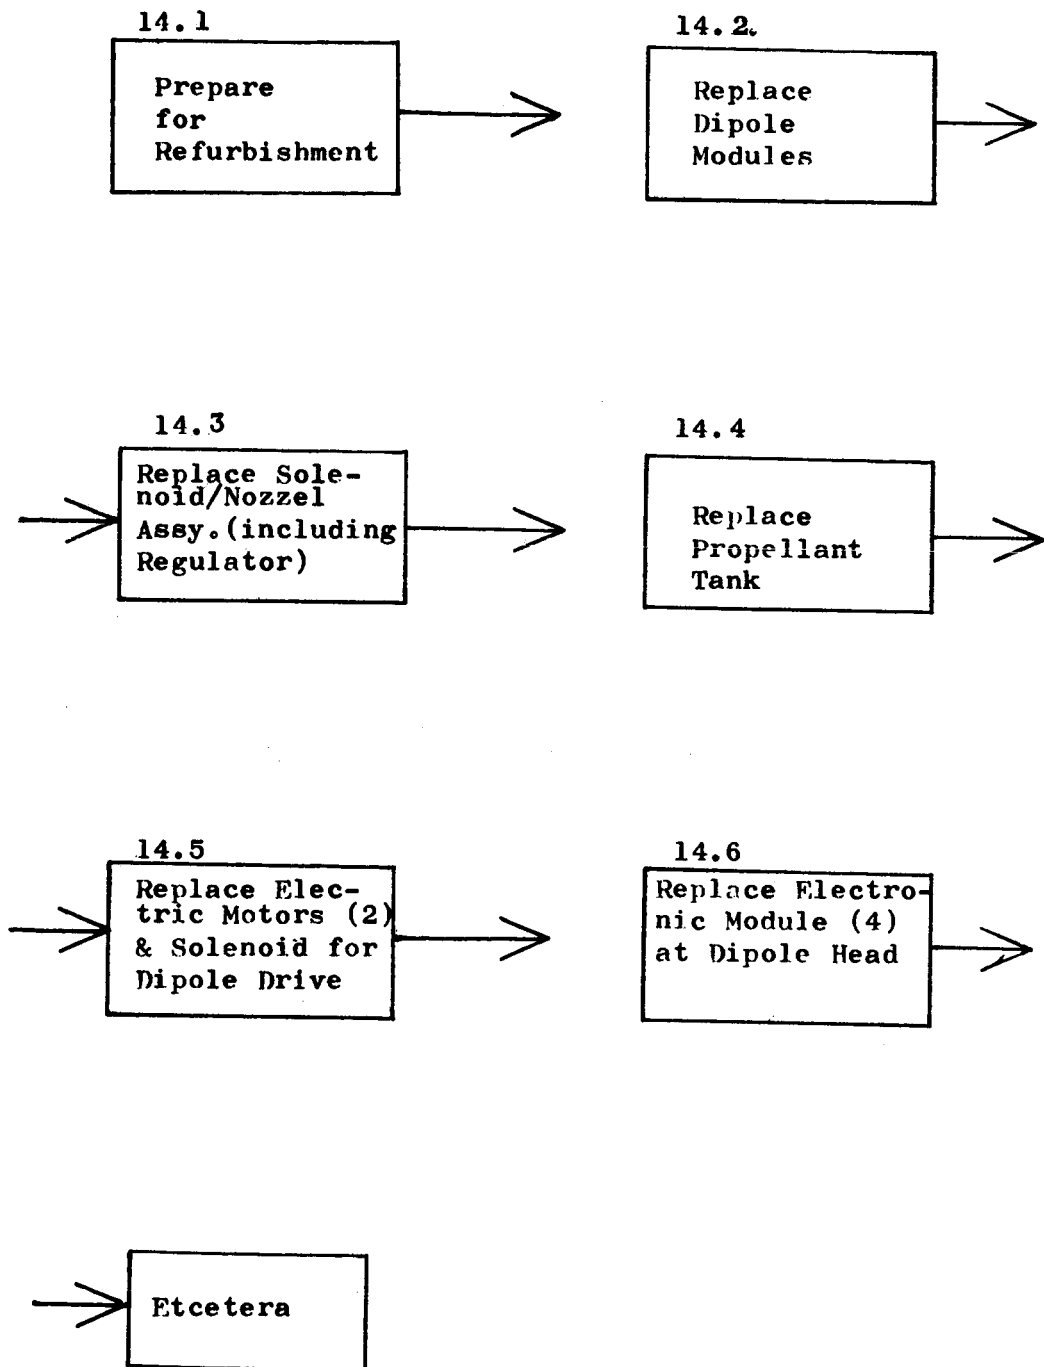 14.1
Prepare
for
Refurbishment
14.2.
Replace
Dipole
Modules
14.3
Replace Sole-
noid/Nozzel
Assy.(including
Regulator)
14.4
Replace
Propellant
Tank
14.5
Replace Elec-
tric Motors (2)
& Solenoid for
Dipole Drive
14.6
Replace Electro-
nic Module (4)
at Dipole Head
Etcetera